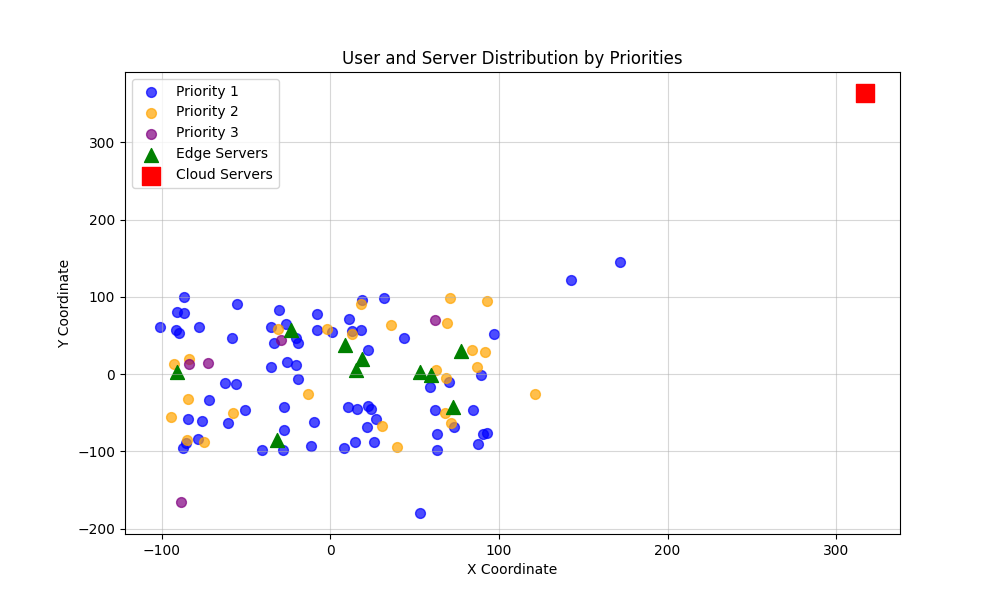 User and Server Distribution by Priorities
Priority 1
Priority 2
Priority 3
Edge Servers
Cloud Servers
Y Coordinate
300
200
100
0
−100
−200
−100
0
100
200
300
X Coordinate